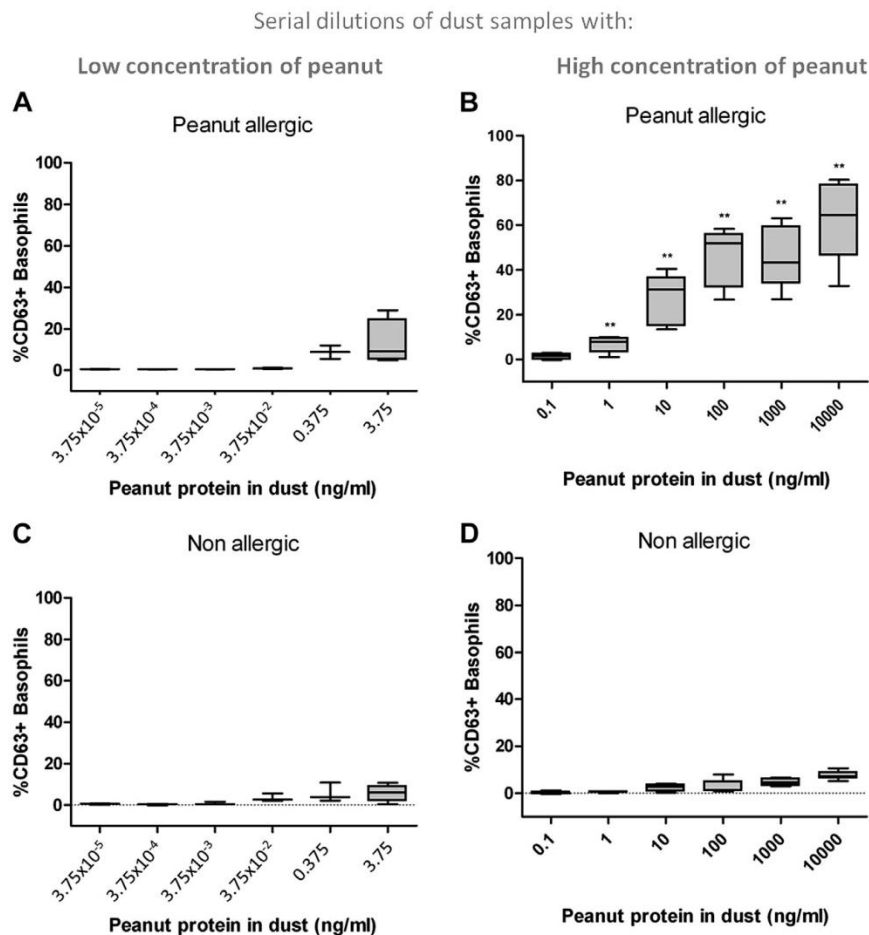 Serial dilutions of dust samples with:
Low concentration of peanut
High concentration of peanut
A
Peanut allergic
%CD63+ Basophils
100
80
60
40
20
0
3.75x10-5
3.75x10-4
3.75x10-3
3.75x10-2
0.375
3.75
Peanut protein in dust (ng/ml)
B
Peanut allergic
%CD63+ Basophils
100
80
60
40
20
0
**
**
**
**
**
0.1
1
10
100
1000
10000
Peanut protein in dust (ng/ml)
C
Non allergic
%CD63+ Basophils
100
80
60
40
20
0
3.75x10-5
3.75x10-4
3.75x10-3
3.75x10-2
0.375
3.75
Peanut protein in dust (ng/ml)
D
Non allergic
%CD63+ Basophils
100
80
60
40
20
0
0.1
1
10
100
1000
10000
Peanut protein in dust (ng/ml)